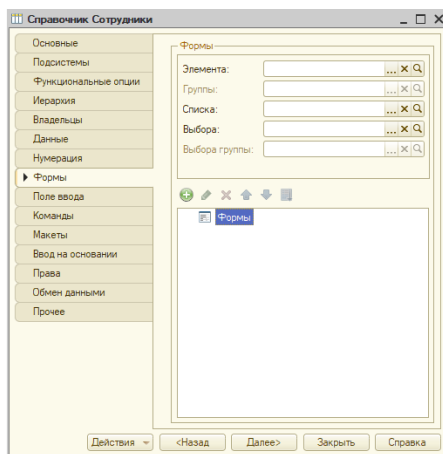 Справочник Сотрудники
Основные
Подсистемы
Функциональные опции
Иерархия
Владельцы
Данные
Нумерация
Формы
Поле ввода
Команды
Макеты
Ввод на основании
Права
Обмен данными
Прочее
Формы
Элемента:
Группы:
Списка:
Выбора:
Выбора группы:
Формы
Действия
<Назад
Далее>
Закрыть
Справка